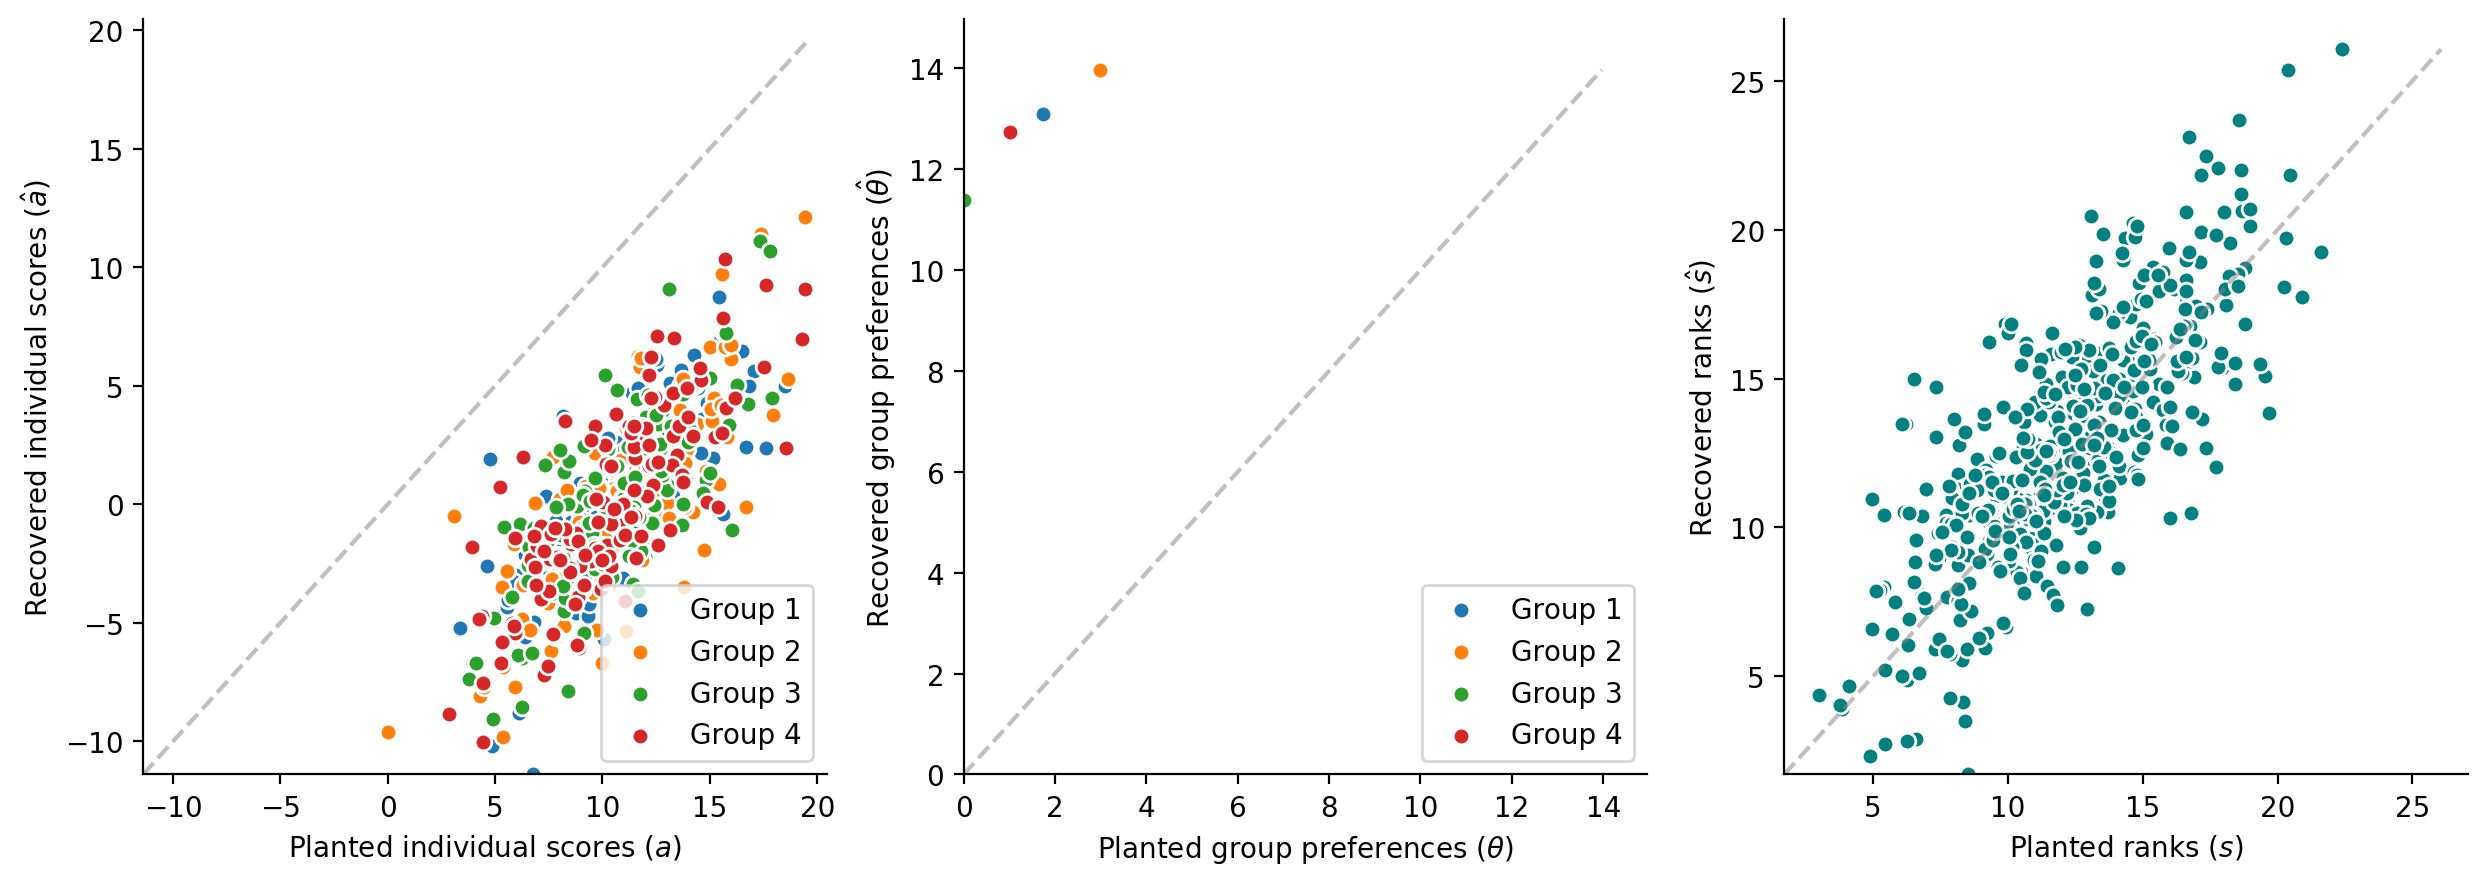 20
15
10
5
0
−5
−10
−10
−5
0
5
10
15
20
Recovered individual scores (â)
Planted individual scores (a)
Group 1
Group 2
Group 3
Group 4
14
12
10
8
6
4
2
0
0
2
4
6
8
10
12
14
Recovered group preferences (θ̂)
Planted group preferences (θ)
Group 1
Group 2
Group 3
Group 4
25
20
15
10
5
5
10
15
20
25
Recovered ranks (ŝ)
Planted ranks (s)